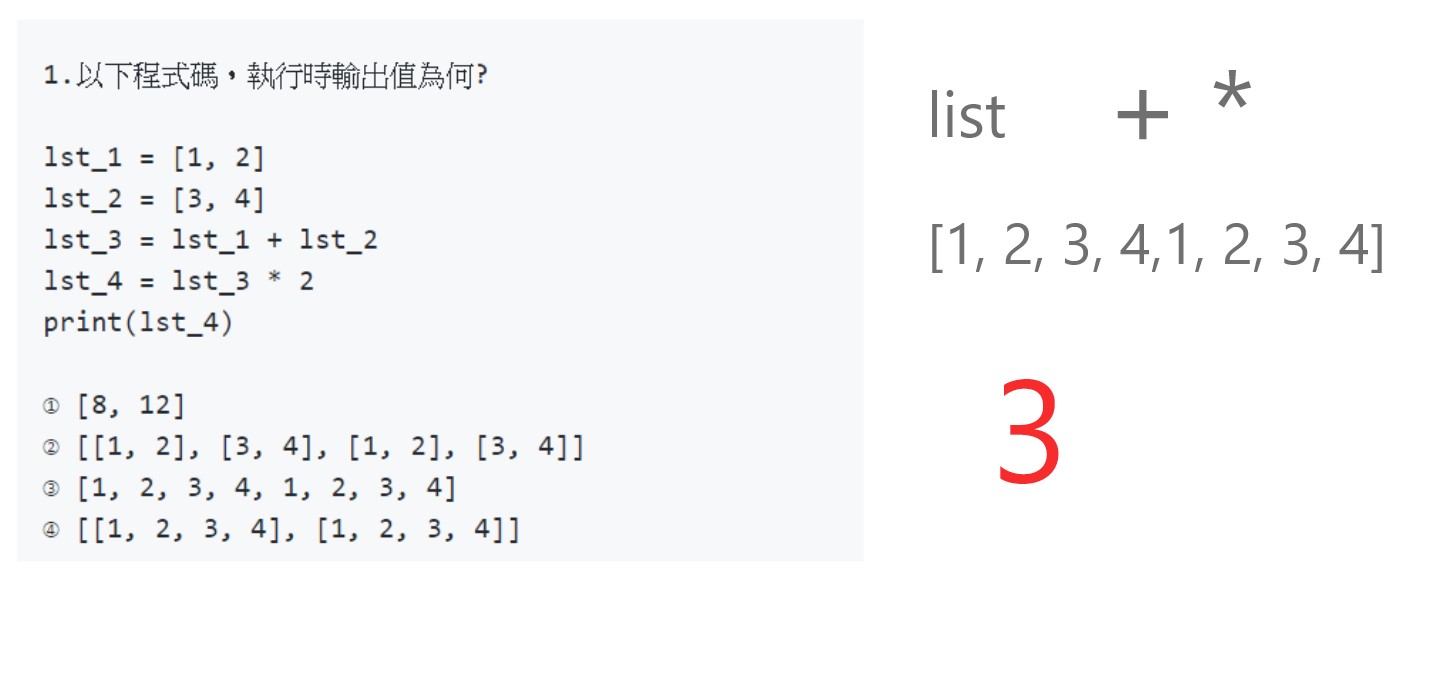 1.以下程式碼，執行時輸出值為何?
lst_1 = [1, 2]
lst_2 = [3, 4]
lst_3 = lst_1 + lst_2
lst_4 = lst_3 * 2
print(lst_4)
① [8, 12]
② [[1, 2], [3, 4], [1, 2], [3, 4]]
③ [1, 2, 3, 4, 1, 2, 3, 4]
④ [[1, 2, 3, 4], [1, 2, 3, 4]]
list + *
[1, 2, 3, 4,1, 2, 3, 4]
3